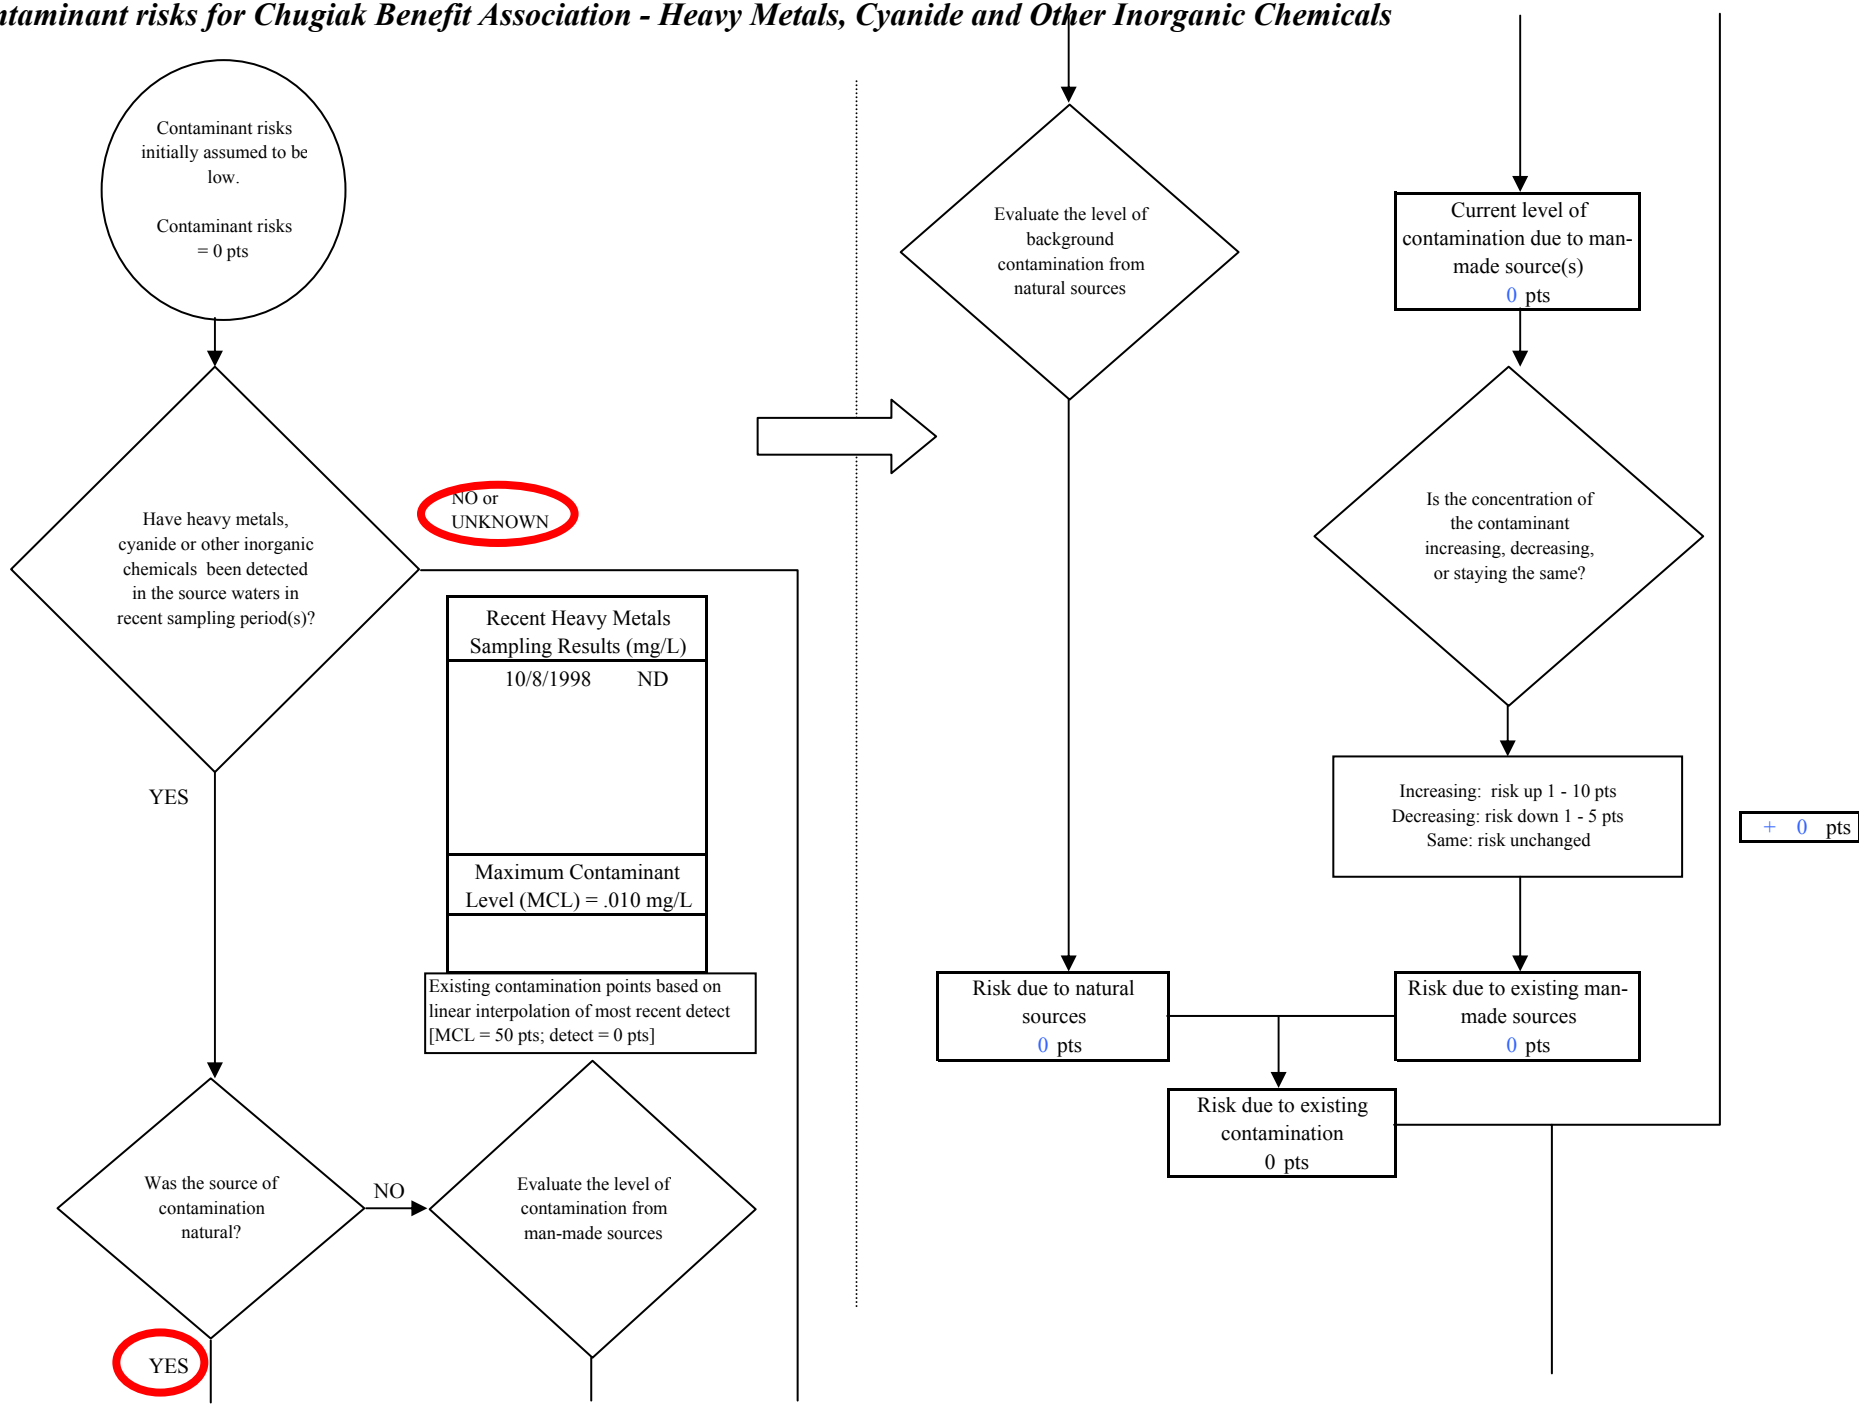 ntaminant risks for Chugiak Benefit Association - Heavy Metals, Cyanide and Other Inorganic Chemicals
Contaminant risks
initially assumed to be
low.
Contaminant risks
= 0 pts
Have heavy metals,
cyanide or other inorganic
chemicals been detected
in the source waters in
recent sampling period(s)?
NO or
UNKNOWN
YES
Recent Heavy Metals
Sampling Results (mg/L)
10/8/1998 ND
Maximum Contaminant
Level (MCL) = .010 mg/L
Existing contamination points based on
linear interpolation of most recent detect
[MCL = 50 pts; detect = 0 pts]
Was the source of
contamination
natural?
NO
Evaluate the level of
contamination from
man-made sources
YES
Evaluate the level of
background
contamination from
natural sources
Current level of
contamination due to man-
made source(s)
0 pts
Is the concentration of
the contaminant
increasing, decreasing,
or staying the same?
Increasing: risk up 1 - 10 pts
Decreasing: risk down 1 - 5 pts
Same: risk unchanged
+ 0 pts
Risk due to natural
sources
0 pts
Risk due to existing man-
made sources
0 pts
Risk due to existing
contamination
0 pts